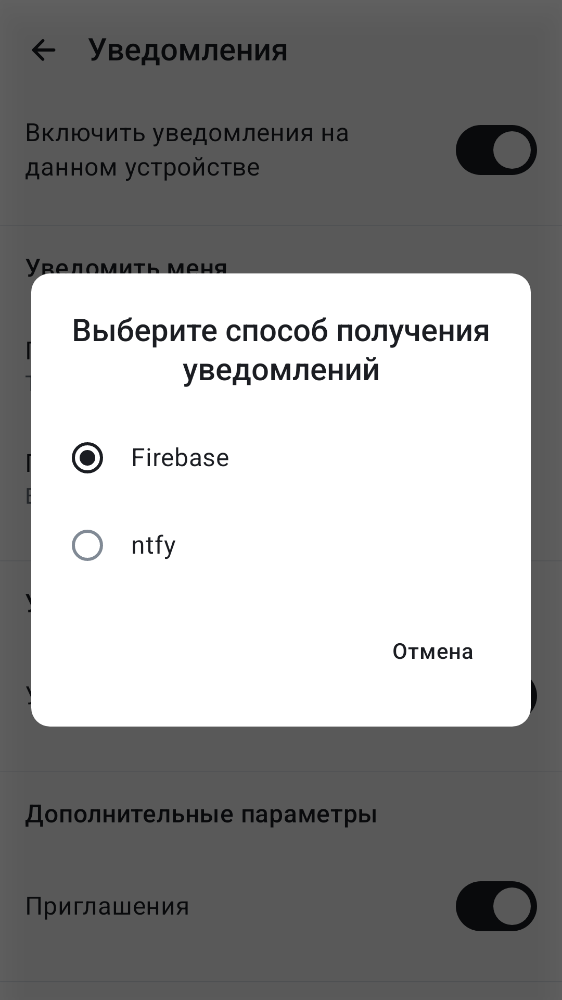 Уведомления
Включить уведомления на
данном устройстве
Уведомить меня
Выберите способ получения
уведомлений
Firebase
ntfy
Отмена
Дополнительные параметры
Приглашения